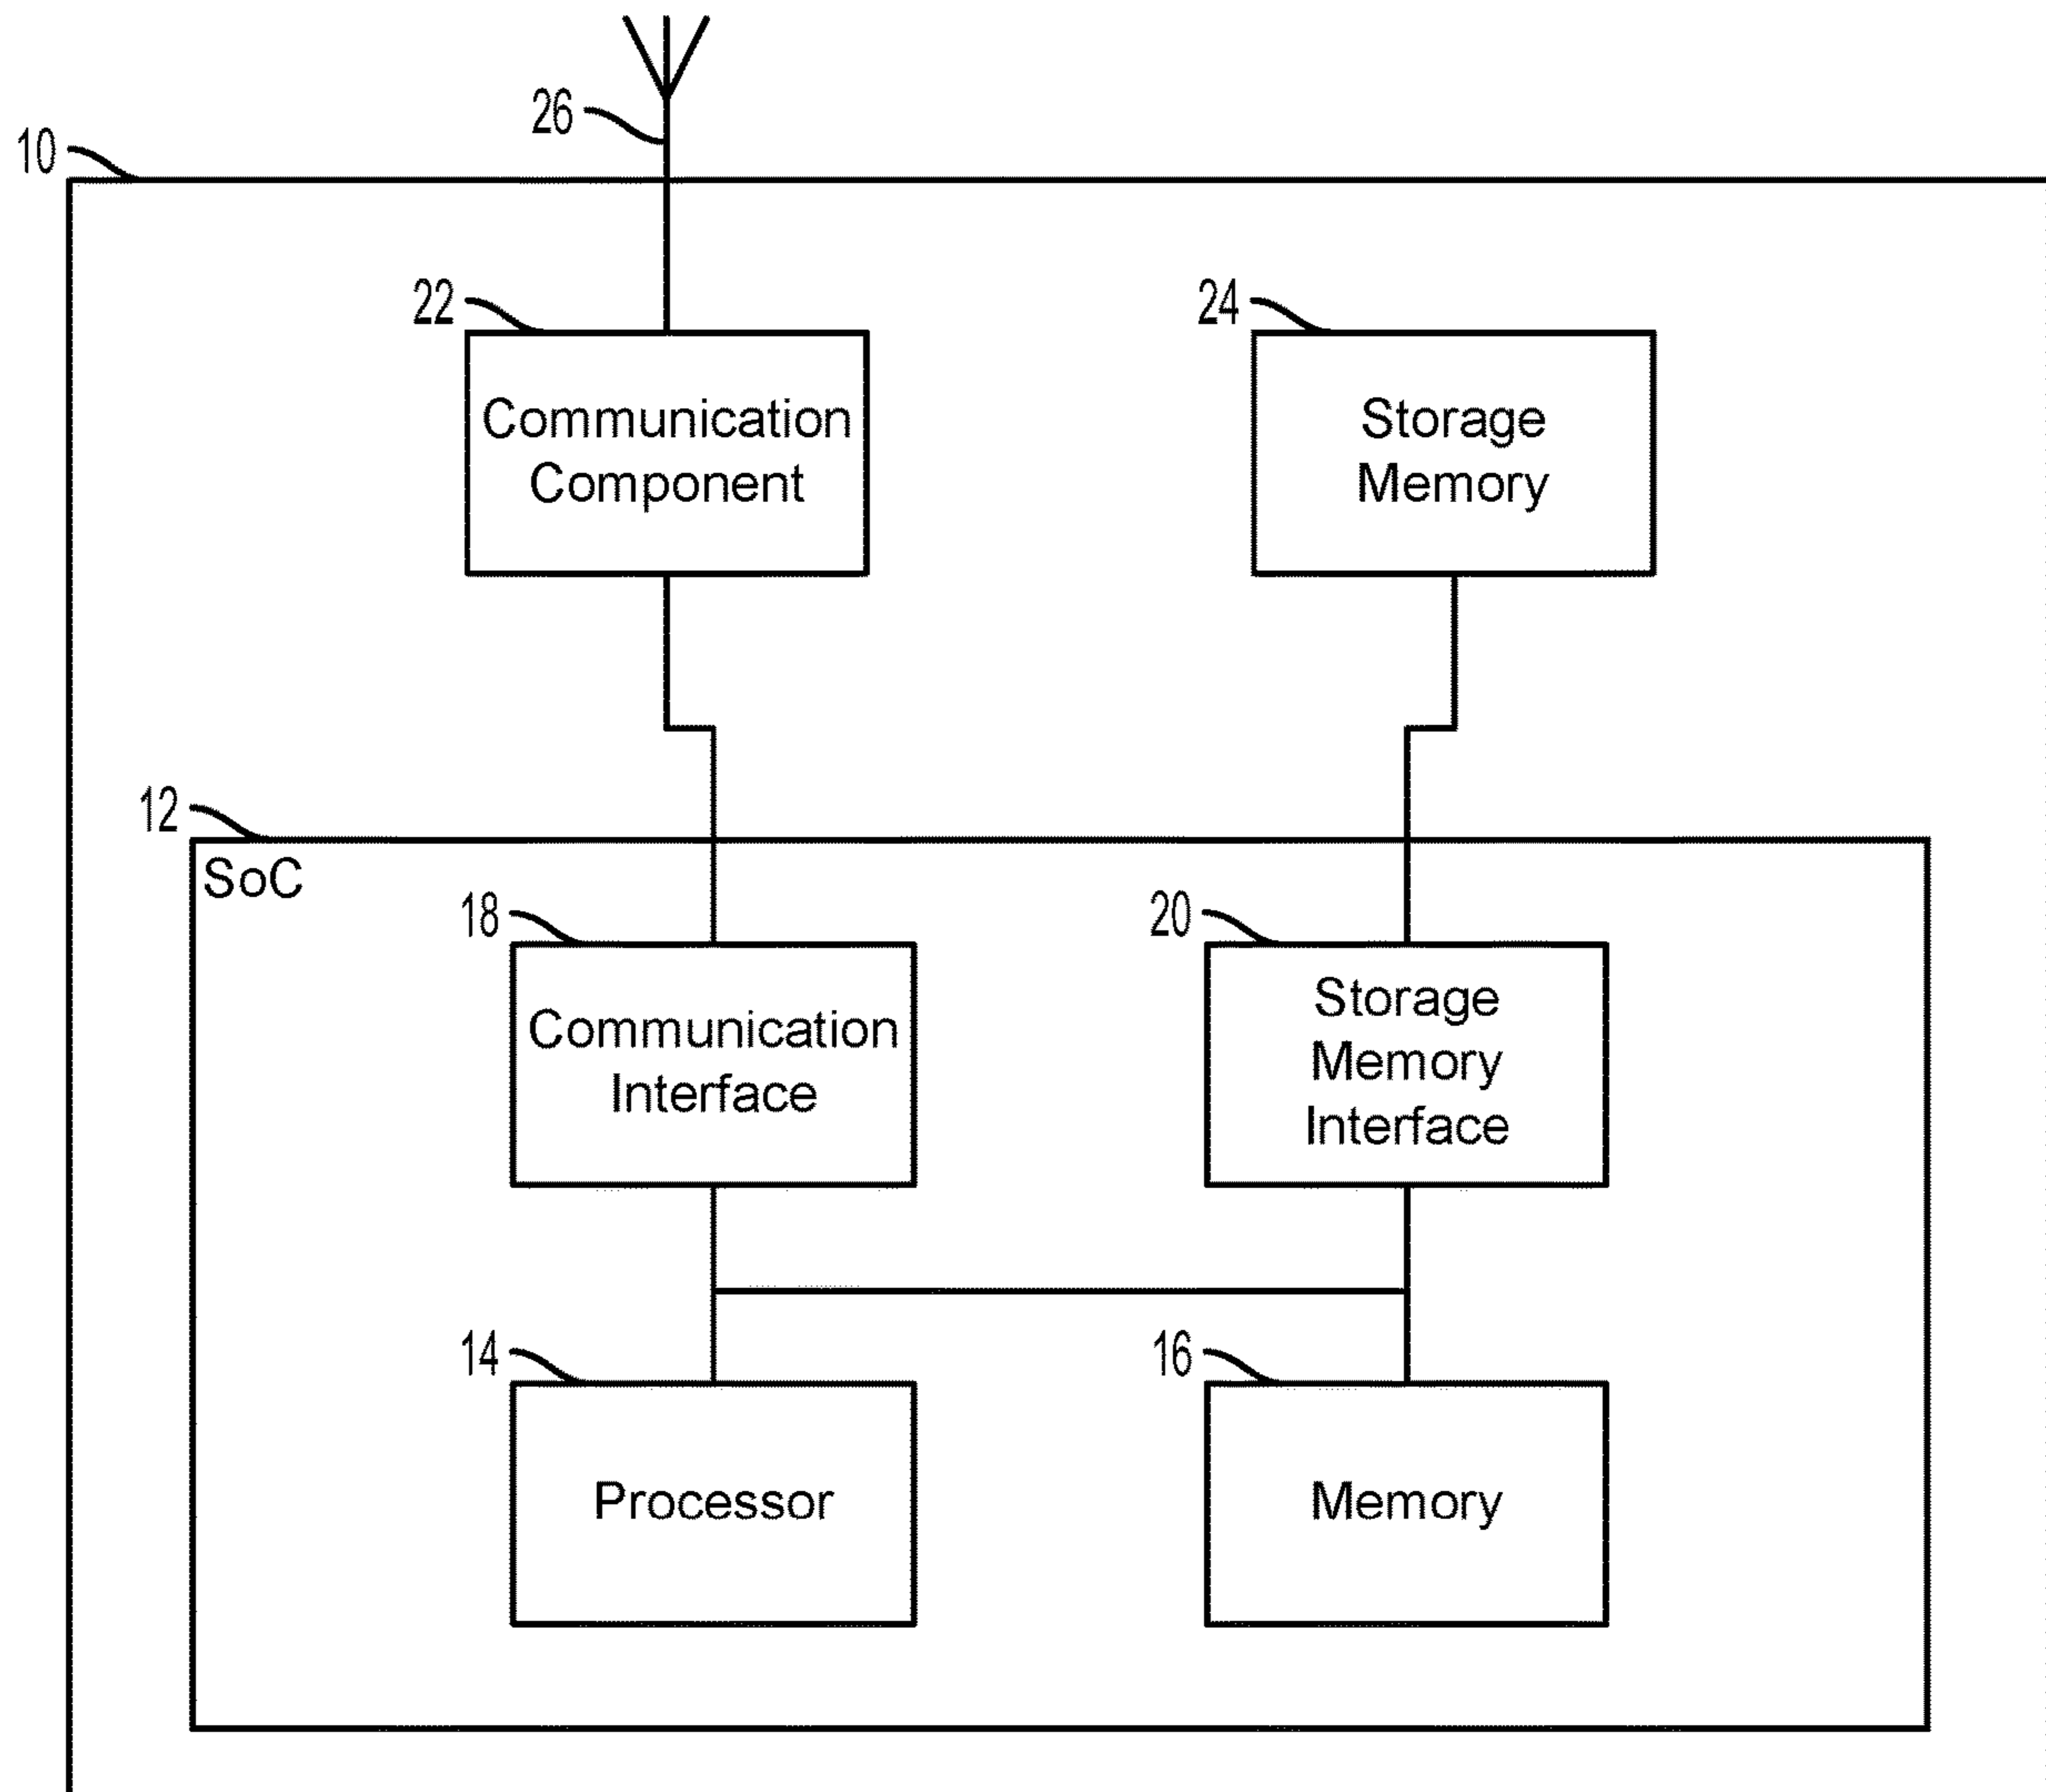 26
10
22
24
Communication
Component
Storage
Memory
12
SoC
18
20
Communication
Interface
Storage
Memory
Interface
14
16
Processor
Memory